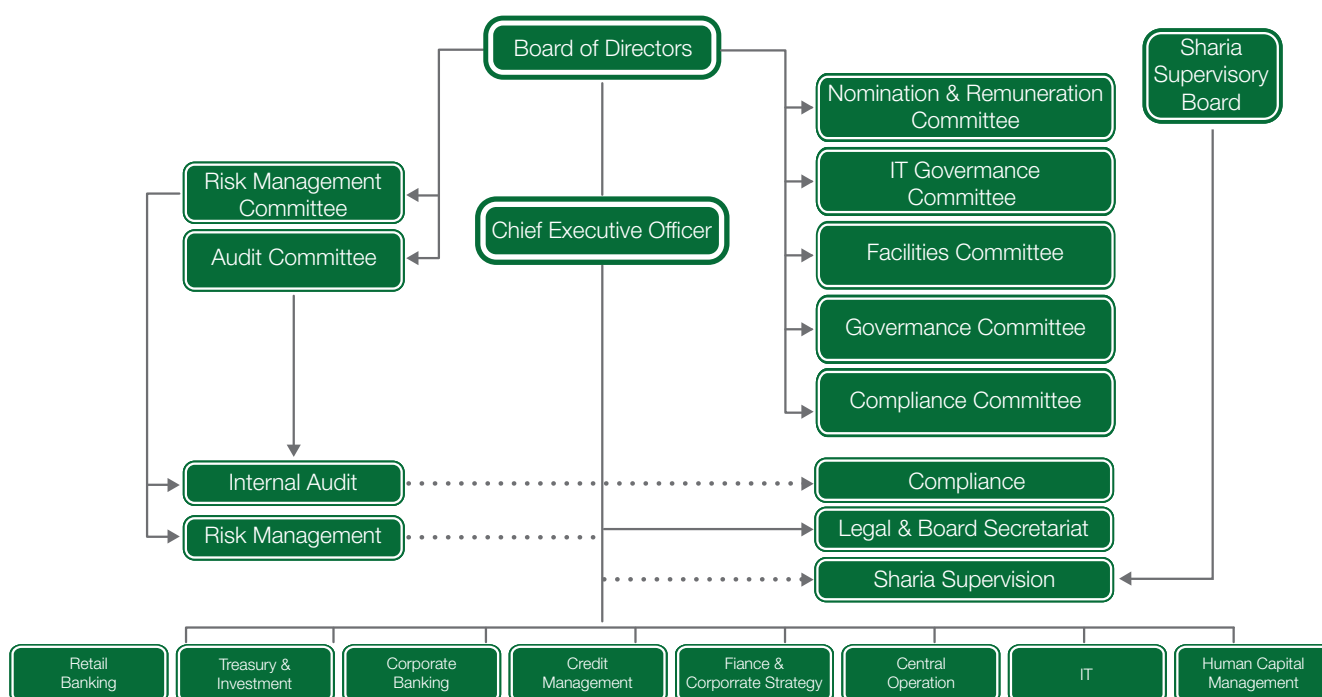 Board of Directors
Sharia
Supervisory
Board
Nomination & Remuneration
Committee
Risk Management
Committee
IT Governance
Committee
Chief Executive Officer
Audit Committee
Facilities Committee
Govermance Committee
Compliance Committee
Internal Audit
Compliance
Risk Management
Legal & Board Secretariat
Sharia Supervision
Retail
Banking
Treasury &
Investment
Corporate
Banking
Credit
Management
Fiance &
Corporrate Strategy
Central
Operation
IT
Human Capital
Management